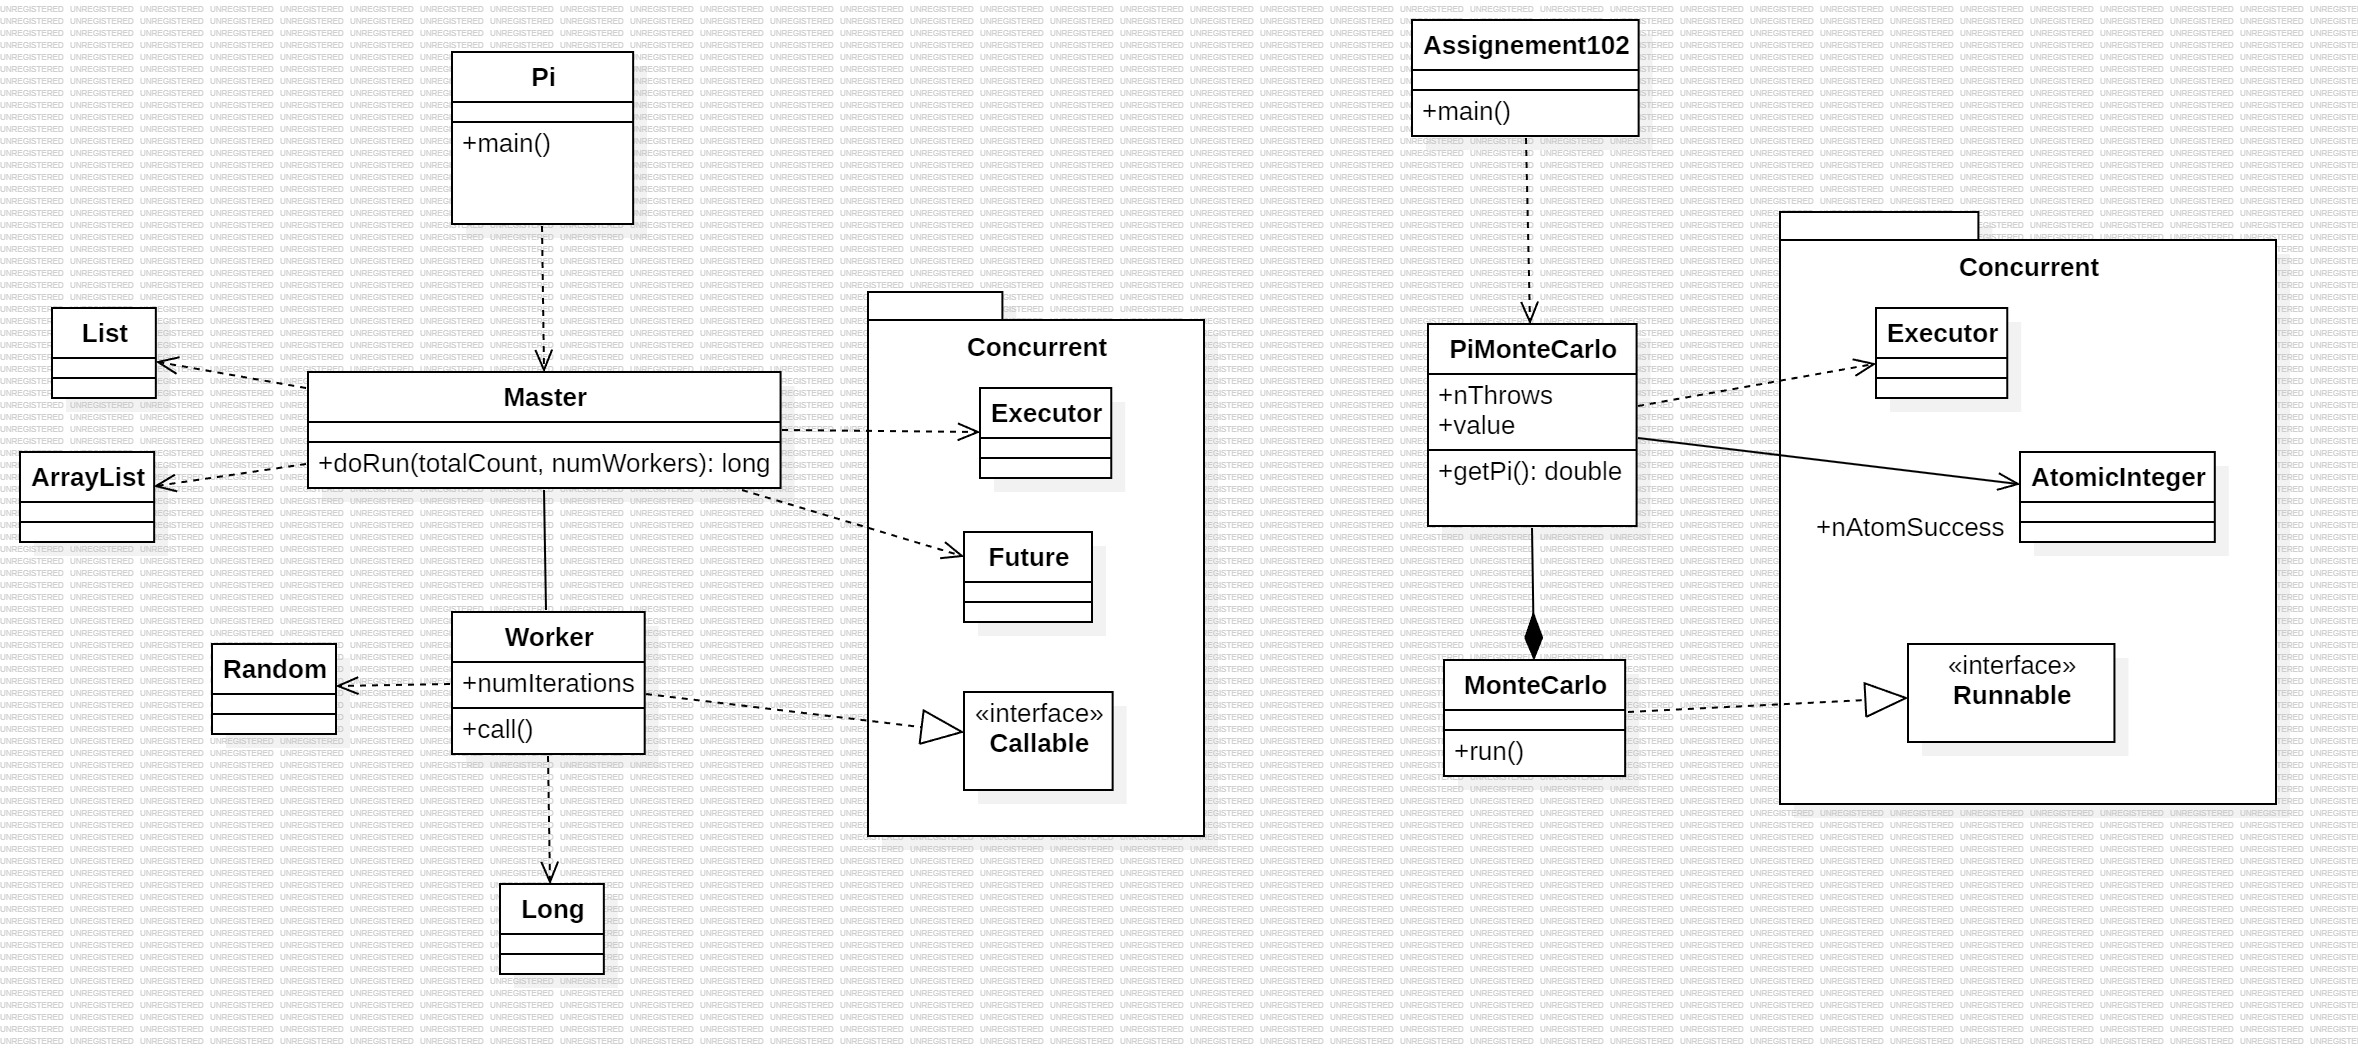 Pi
+main()
List
ArrayList
Master
+doRun(totalCount, numWorkers): long
Random
Worker
+numIterations
+call()
Long
Concurrent
Executor
Future
«interface»
Callable
Assignement102
+main()
PiMonteCarlo
+nThrows
+value
+getPi(): double
MonteCarlo
+run()
Concurrent
Executor
AtomicInteger
+nAtomSuccess
«interface»
Runnable
UNREGISTERED